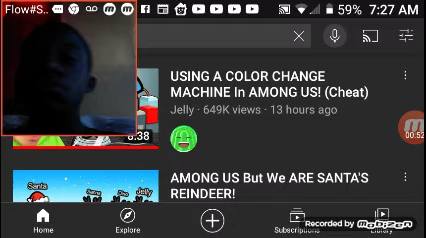 Flow#S..
59% 7:27 AM
USING A COLOR CHANGE
MACHINE In AMONG US! (Cheat)
Jelly · 649K views · 13 hours ago
8:38
00:52
AMONG US But We ARE SANTA'S
REINDEER!
Santa
Jelly
Home
Explore
Subscriptions
Library
Recorded by
MOBIZEN